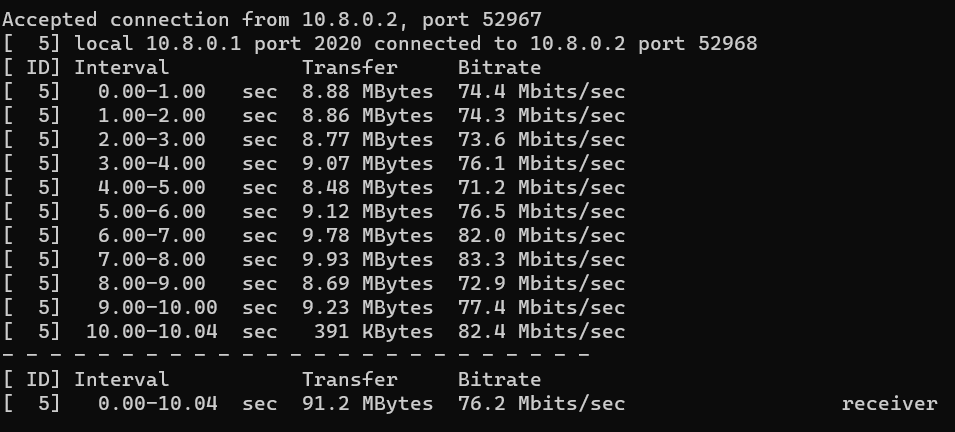 Accepted connection from 10.8.0.2, port 52967
[  5] local 10.8.0.1 port 2020 connected to 10.8.0.2 port 52968
[ ID] Interval           Transfer     Bitrate
[  5]   0.00-1.00   sec  8.88 MBytes  74.4 Mbits/sec
[  5]   1.00-2.00   sec  8.86 MBytes  74.3 Mbits/sec
[  5]   2.00-3.00   sec  8.77 MBytes  73.6 Mbits/sec
[  5]   3.00-4.00   sec  9.07 MBytes  76.1 Mbits/sec
[  5]   4.00-5.00   sec  8.48 MBytes  71.2 Mbits/sec
[  5]   5.00-6.00   sec  9.12 MBytes  76.5 Mbits/sec
[  5]   6.00-7.00   sec  9.78 MBytes  82.0 Mbits/sec
[  5]   7.00-8.00   sec  9.93 MBytes  83.3 Mbits/sec
[  5]   8.00-9.00   sec  8.69 MBytes  72.9 Mbits/sec
[  5]   9.00-10.00  sec  9.23 MBytes  77.4 Mbits/sec
[  5]  10.00-10.04  sec   391 KBytes  82.4 Mbits/sec
- - - - - - - - - - - - - - - - - - - - - - - - -
[ ID] Interval           Transfer     Bitrate
[  5]   0.00-10.04  sec  91.2 MBytes  76.2 Mbits/sec                  receiver